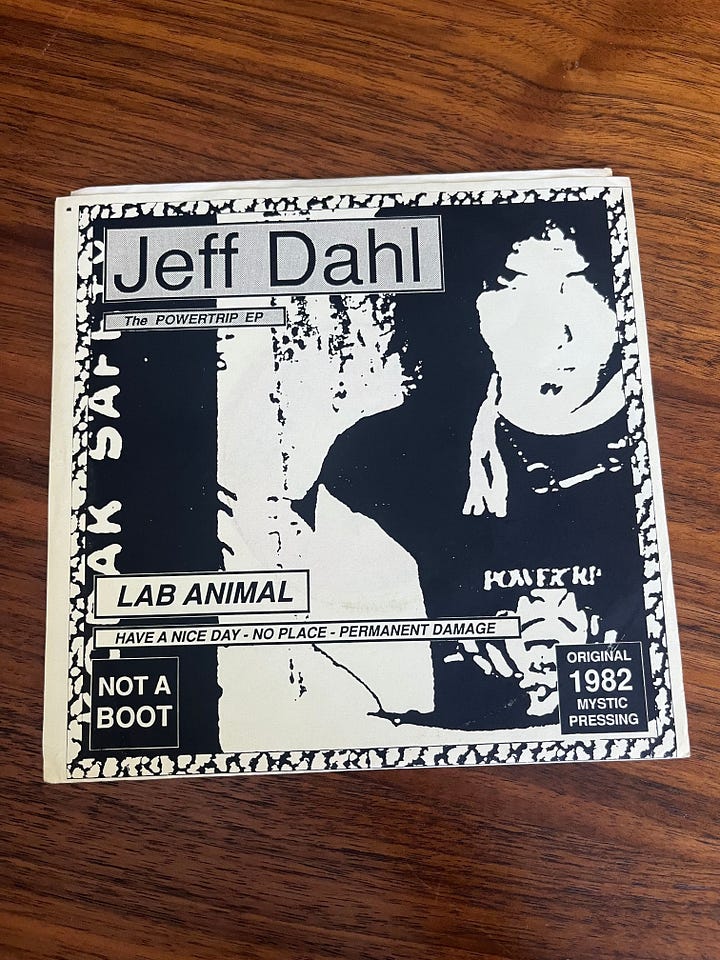 Jeff Dahl
The POWERTRIP EP
LAB ANIMAL
HAVE A NICE DAY - NO PLACE - PERMANENT DAMAGE
NOT A
BOOT
ORIGINAL
1982
MYSTIC
PRESSING